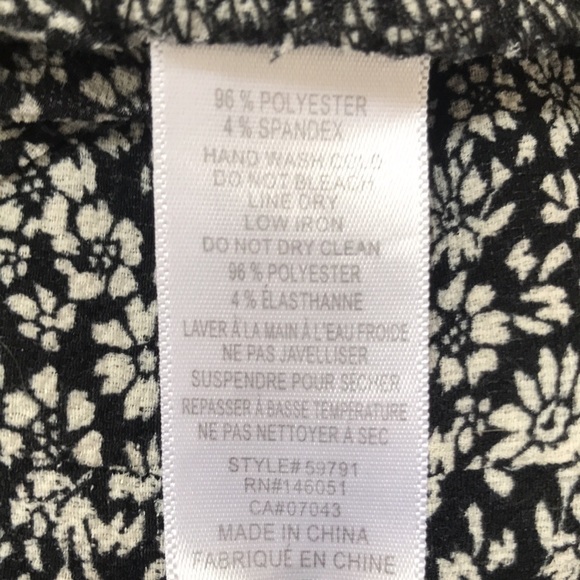 96 % POLYESTER
4 % SPANDEX
HAND WASH COLD
DO NOT BLEACH
LINE DRY
LOW IRON
DO NOT DRY CLEAN
96 % POLYESTER
4 % ÉLASTHANNE
LAVER À LA MAIN À L'EAU FROIDE
NE PAS JAVELLISER
SUSPENDRE POUR SÉCHER
REPASSER À BASSE TEMPÉRATURE
NE PAS NETTOYER À SEC
STYLE# 59791
RN#146051
CA#07043
MADE IN CHINA
FABRIQUÉ EN CHINE